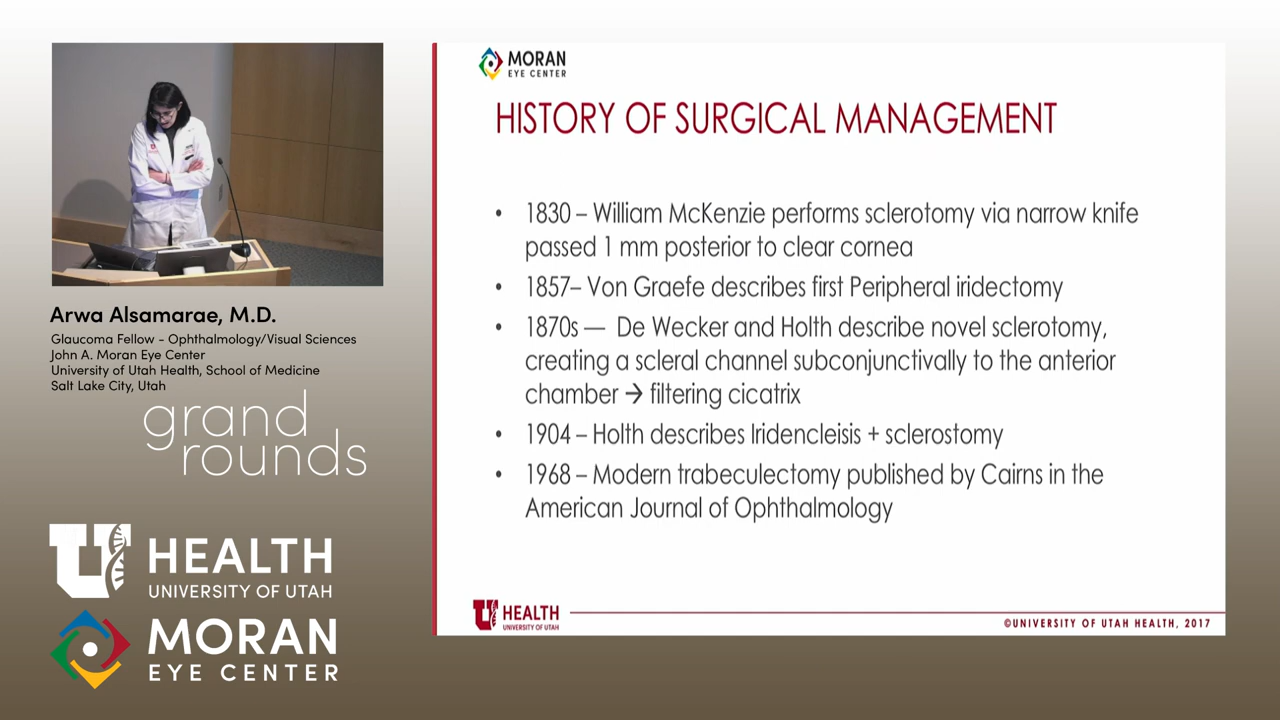 MORAN
EYE CENTER
HISTORY OF SURGICAL MANAGEMENT
• 1830 – William McKenzie performs sclerotomy via narrow knife
passed 1 mm posterior to clear cornea
• 1857– Von Graefe describes first Peripheral iridectomy
• 1870s — De Wecker and Holth describe novel sclerotomy,
creating a scleral channel subconjunctivally to the anterior
chamber → filtering cicatrix
• 1904 – Holth describes Iridencleisis + sclerostomy
• 1968 – Modern trabeculectomy published by Cairns in the
American Journal of Ophthalmology
U HEALTH
UNIVERSITY OF UTAH
©UNIVERSITY OF UTAH HEALTH, 2017
Arwa Alsamarae, M.D.
Glaucoma Fellow - Ophthalmology/Visual Sciences
John A. Moran Eye Center
University of Utah Health, School of Medicine
Salt Lake City, Utah
grand
rounds
U HEALTH
UNIVERSITY OF UTAH
MORAN
EYE CENTER